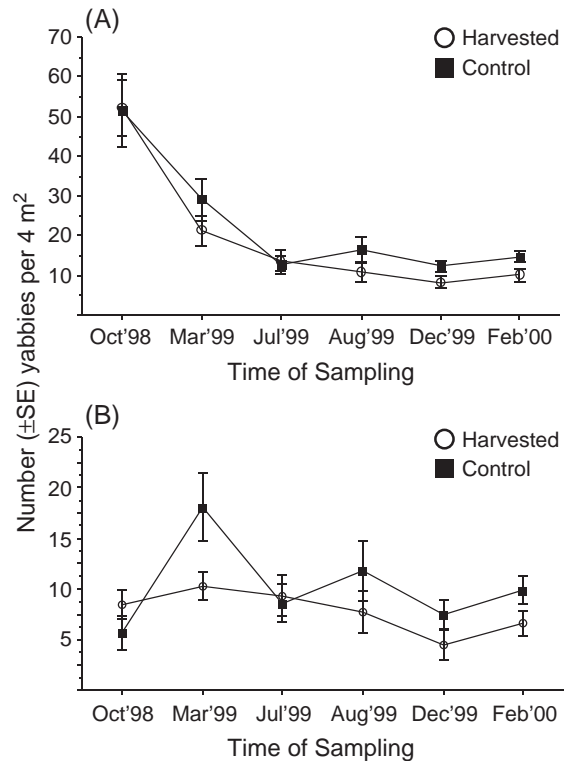 (A)
70
60
50
40
30
20
10
Harvested
Control
Oct'98 Mar'99 Jul'99 Aug'99 Dec'99 Feb'00
Time of Sampling
Number (±SE) yabbies per 4 m²
(B)
25
20
15
10
5
Harvested
Control
Oct'98 Mar'99 Jul'99 Aug'99 Dec'99 Feb'00
Time of Sampling